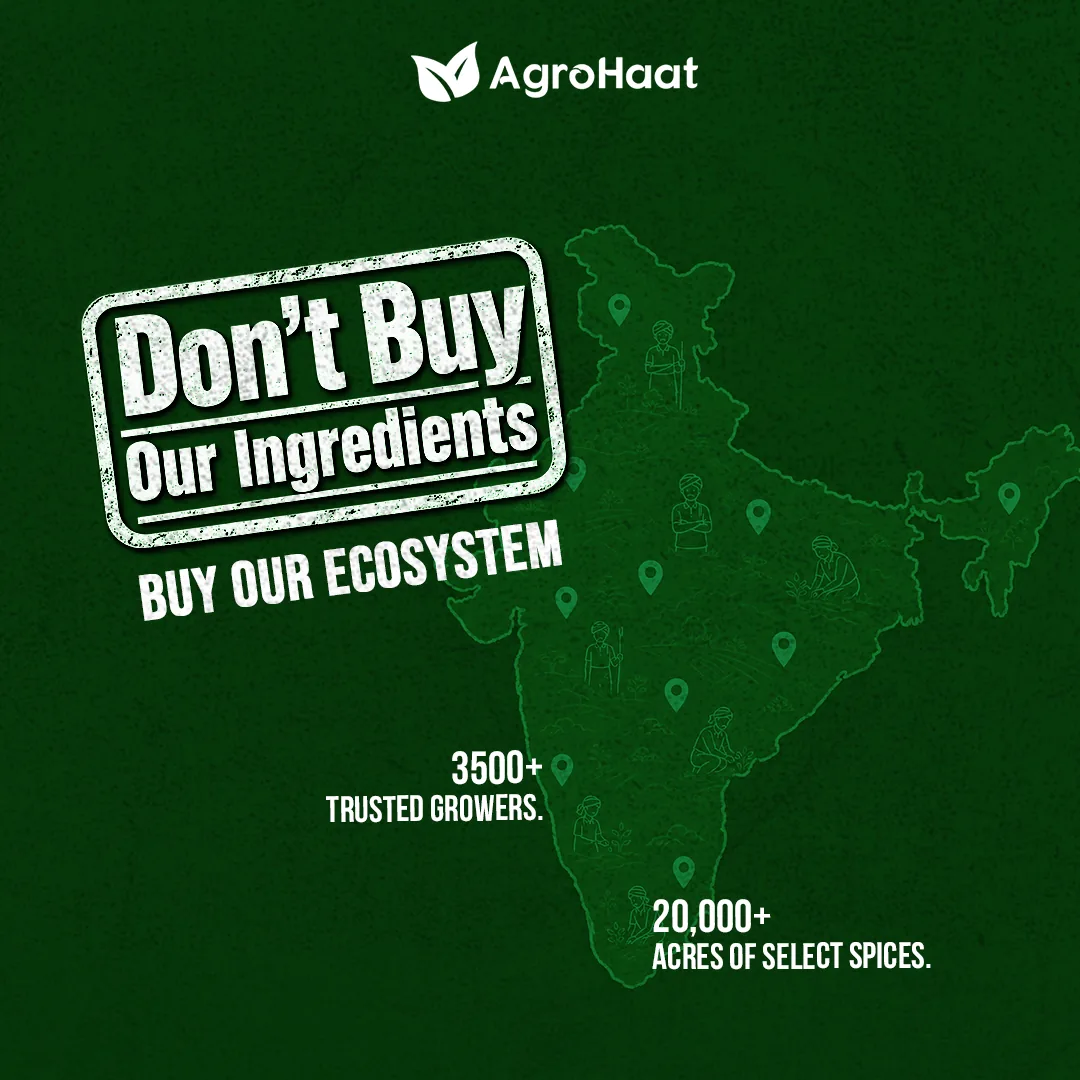 AgroHaat
Don't Buy
Our Ingredients
BUY OUR ECOSYSTEM
3500+
TRUSTED GROWERS.
20,000+
ACRES OF SELECT SPICES.